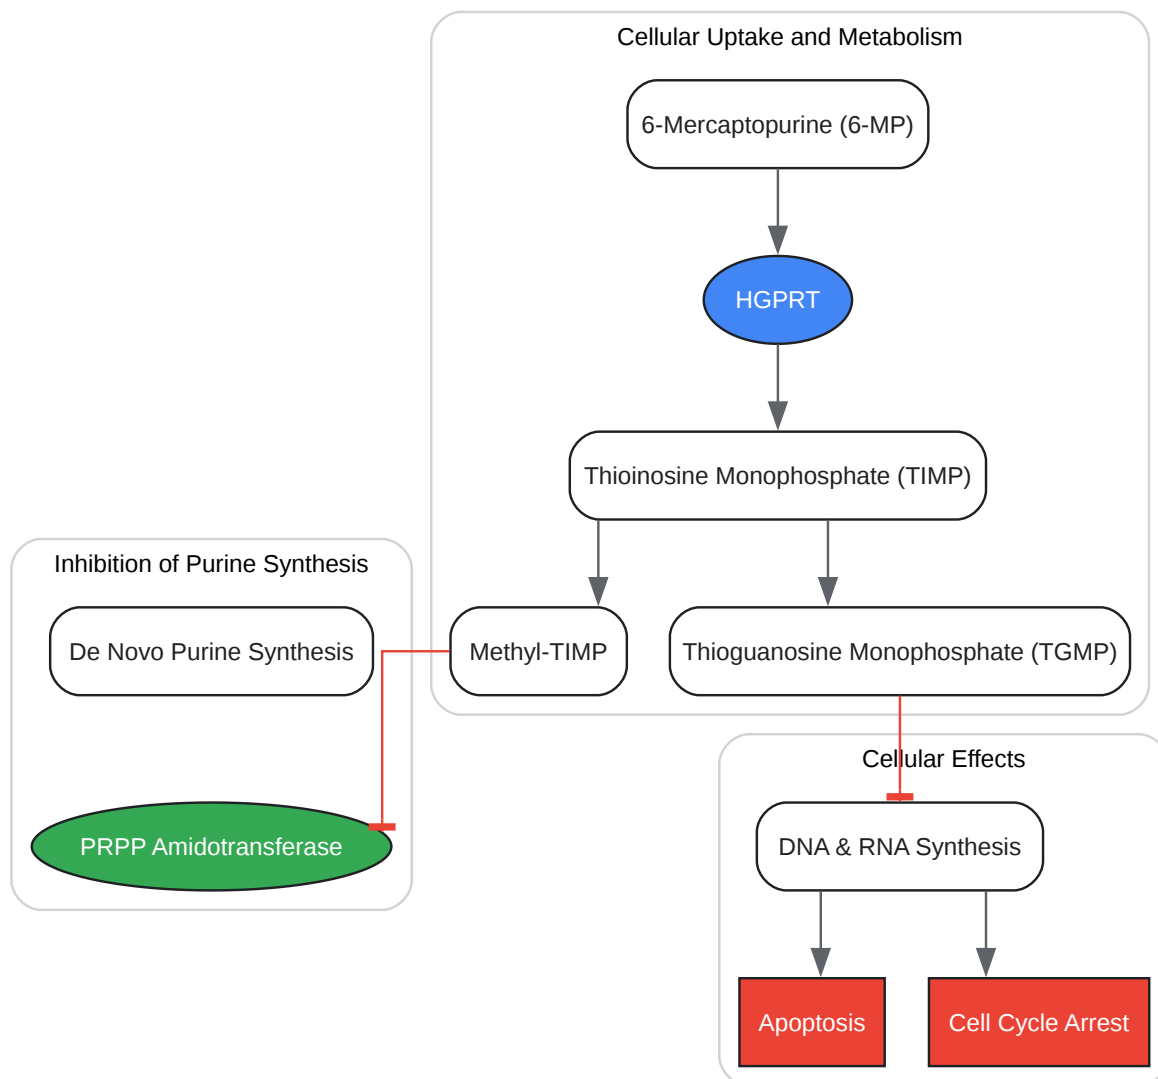 Cellular Uptake and Metabolism
6-Mercaptopurine (6-MP)
HGPRT
Thioinosine Monophosphate (TIMP)
Inhibition of Purine Synthesis
De Novo Purine Synthesis
Methyl-TIMP
Thioguanosine Monophosphate (TGMP)
Cellular Effects
PRPP Amidotransferase
DNA & RNA Synthesis
Apoptosis
Cell Cycle Arrest